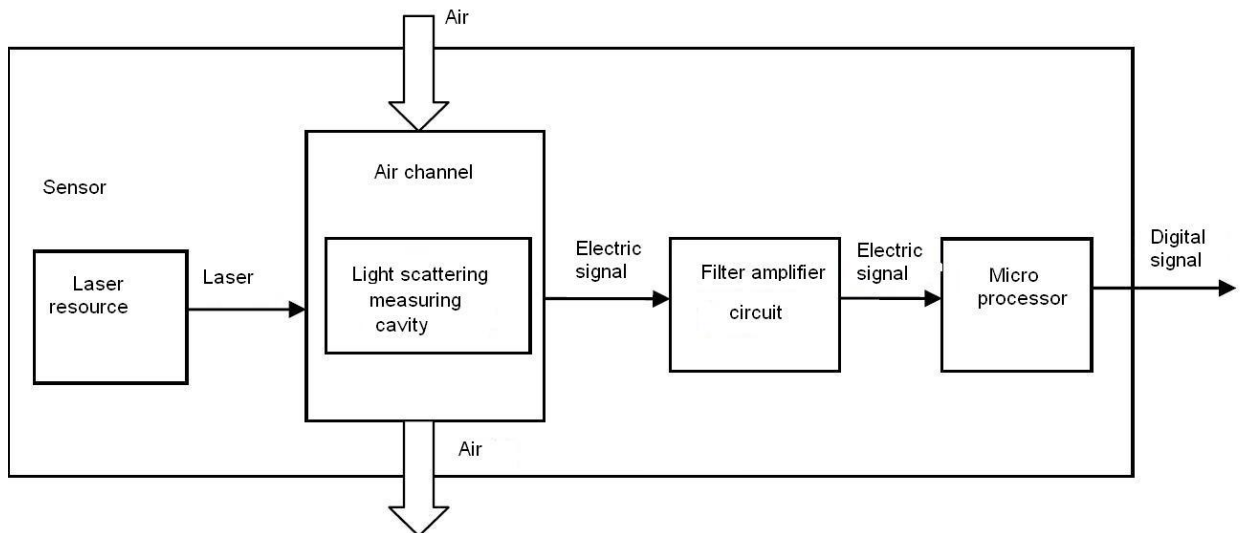 Air
Sensor
Laser
resource
Laser
Air channel
Light scattering
measuring
cavity
Electric
signal
Filter amplifier
circuit
Electric
signal
Micro
processor
Digital
signal
Air